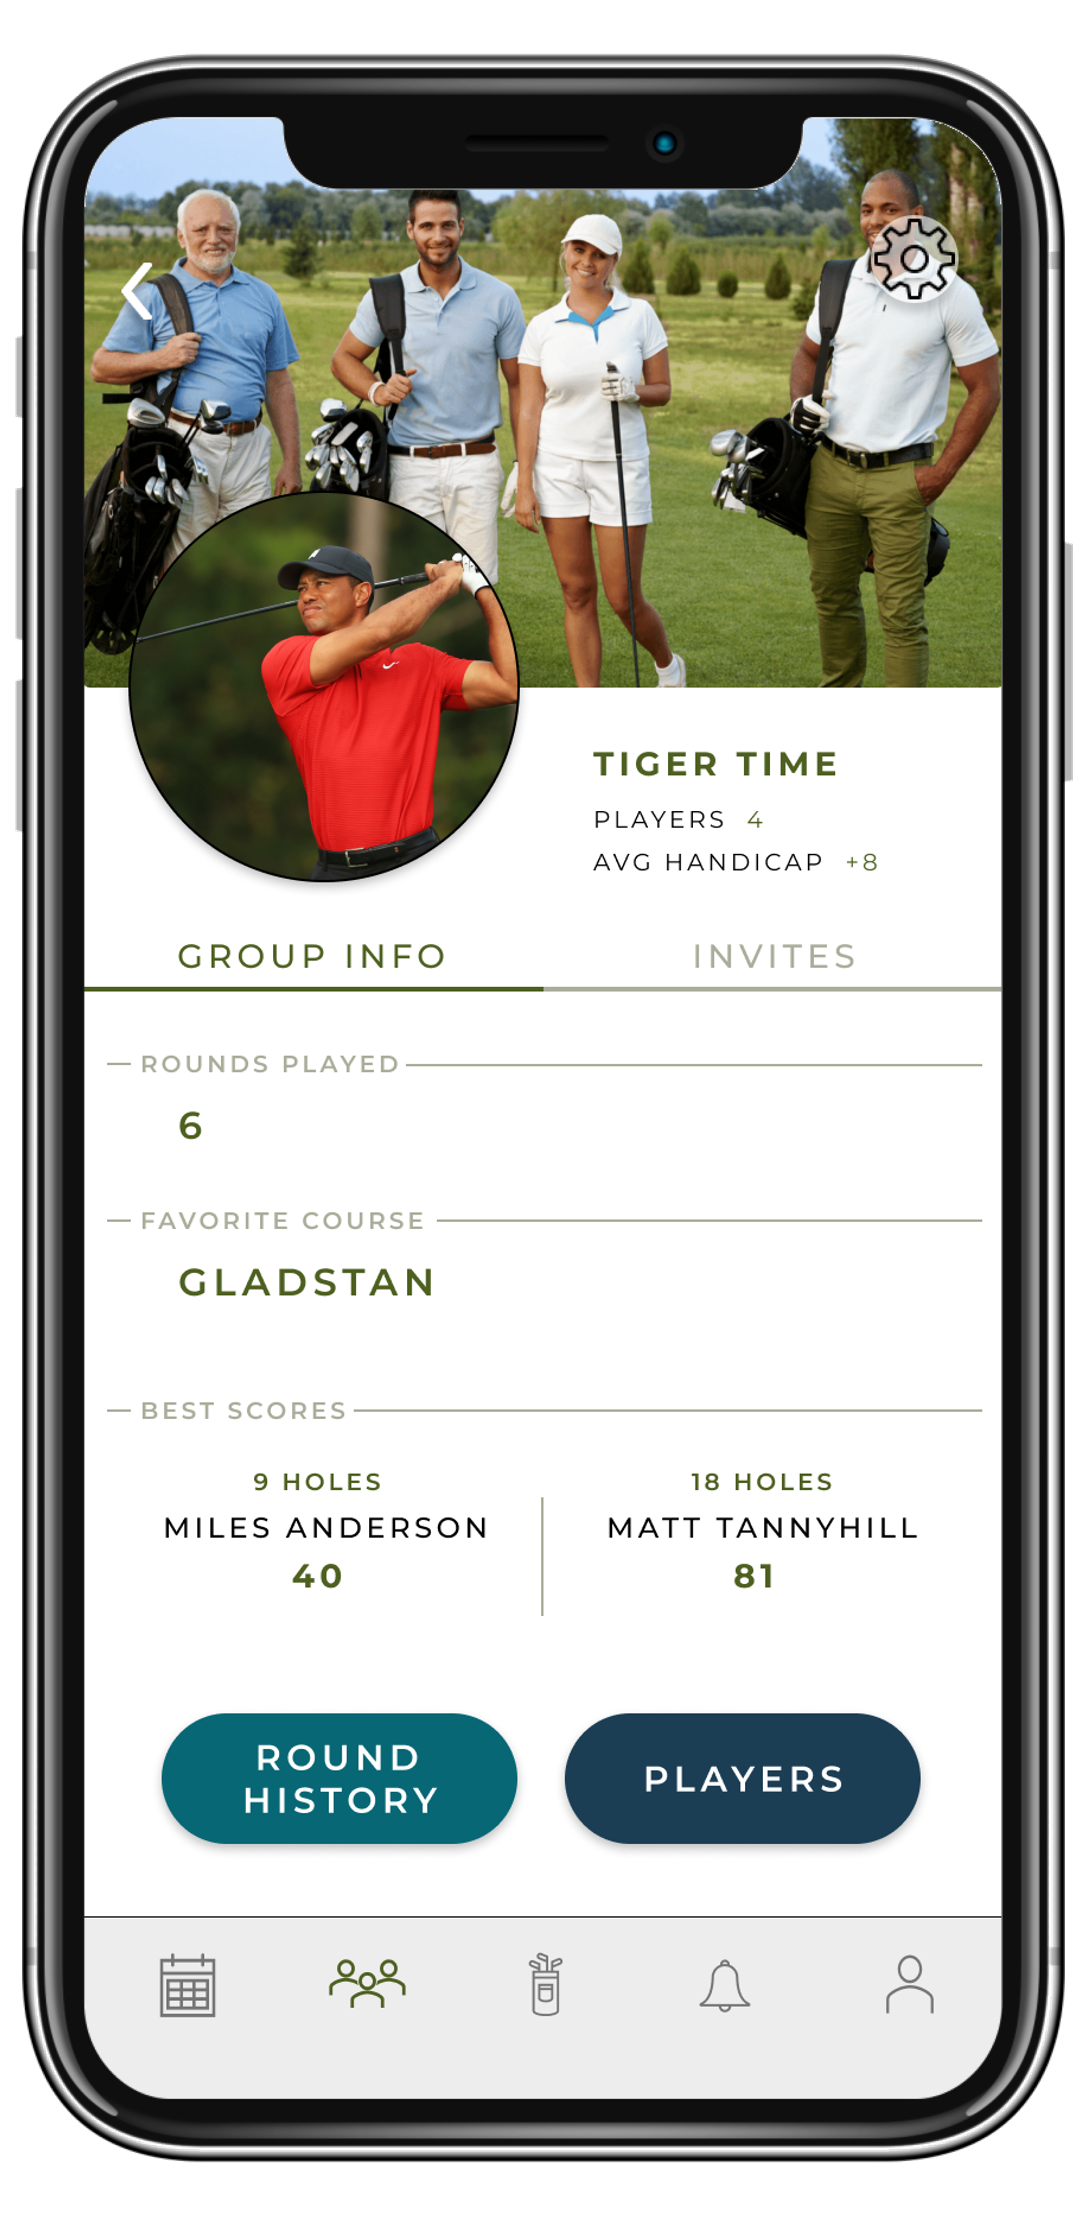 TIGER TIME
PLAYERS 4
AVG HANDICAP +8
GROUP INFO
INVITES
ROUNDS PLAYED
6
FAVORITE COURSE
GLADSTAN
BEST SCORES
9 HOLES
MILES ANDERSON
40
18 HOLES
MATT TANNYHILL
81
ROUND
HISTORY
PLAYERS